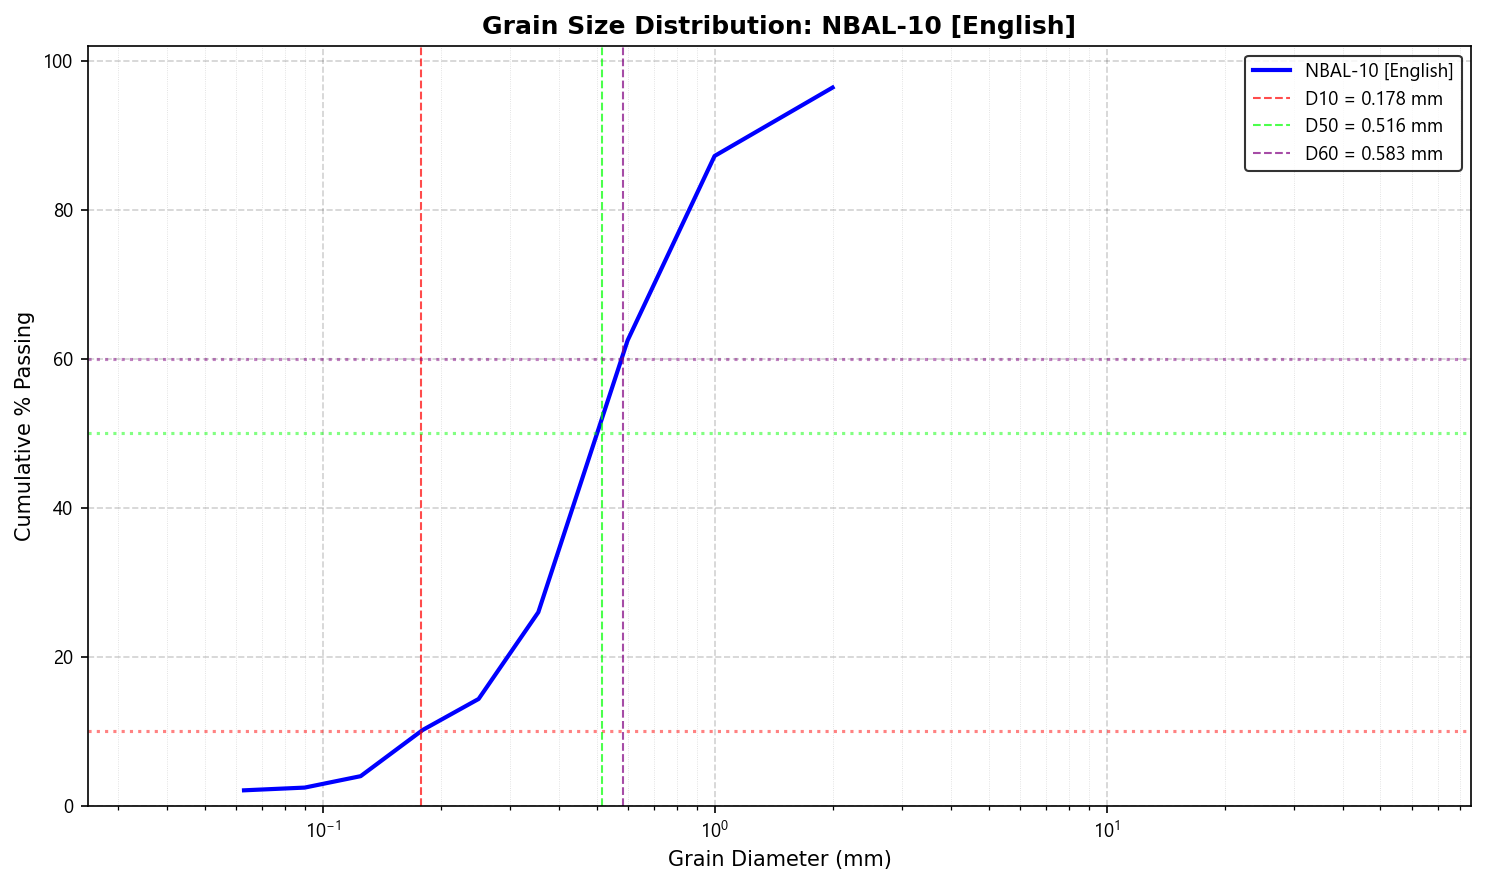 Grain Size Distribution: NBAL-10 [English]
NBAL-10 [English]
D10 = 0.178 mm
D50 = 0.516 mm
D60 = 0.583 mm
Cumulative % Passing
100
80
60
40
20
0
10⁻¹ 10⁰ 10¹
Grain Diameter (mm)